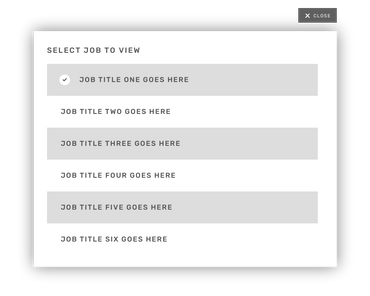 CLOSE
SELECT JOB TO VIEW
JOB TITLE ONE GOES HERE
JOB TITLE TWO GOES HERE
JOB TITLE THREE GOES HERE
JOB TITLE FOUR GOES HERE
JOB TITLE FIVE GOES HERE
JOB TITLE SIX GOES HERE